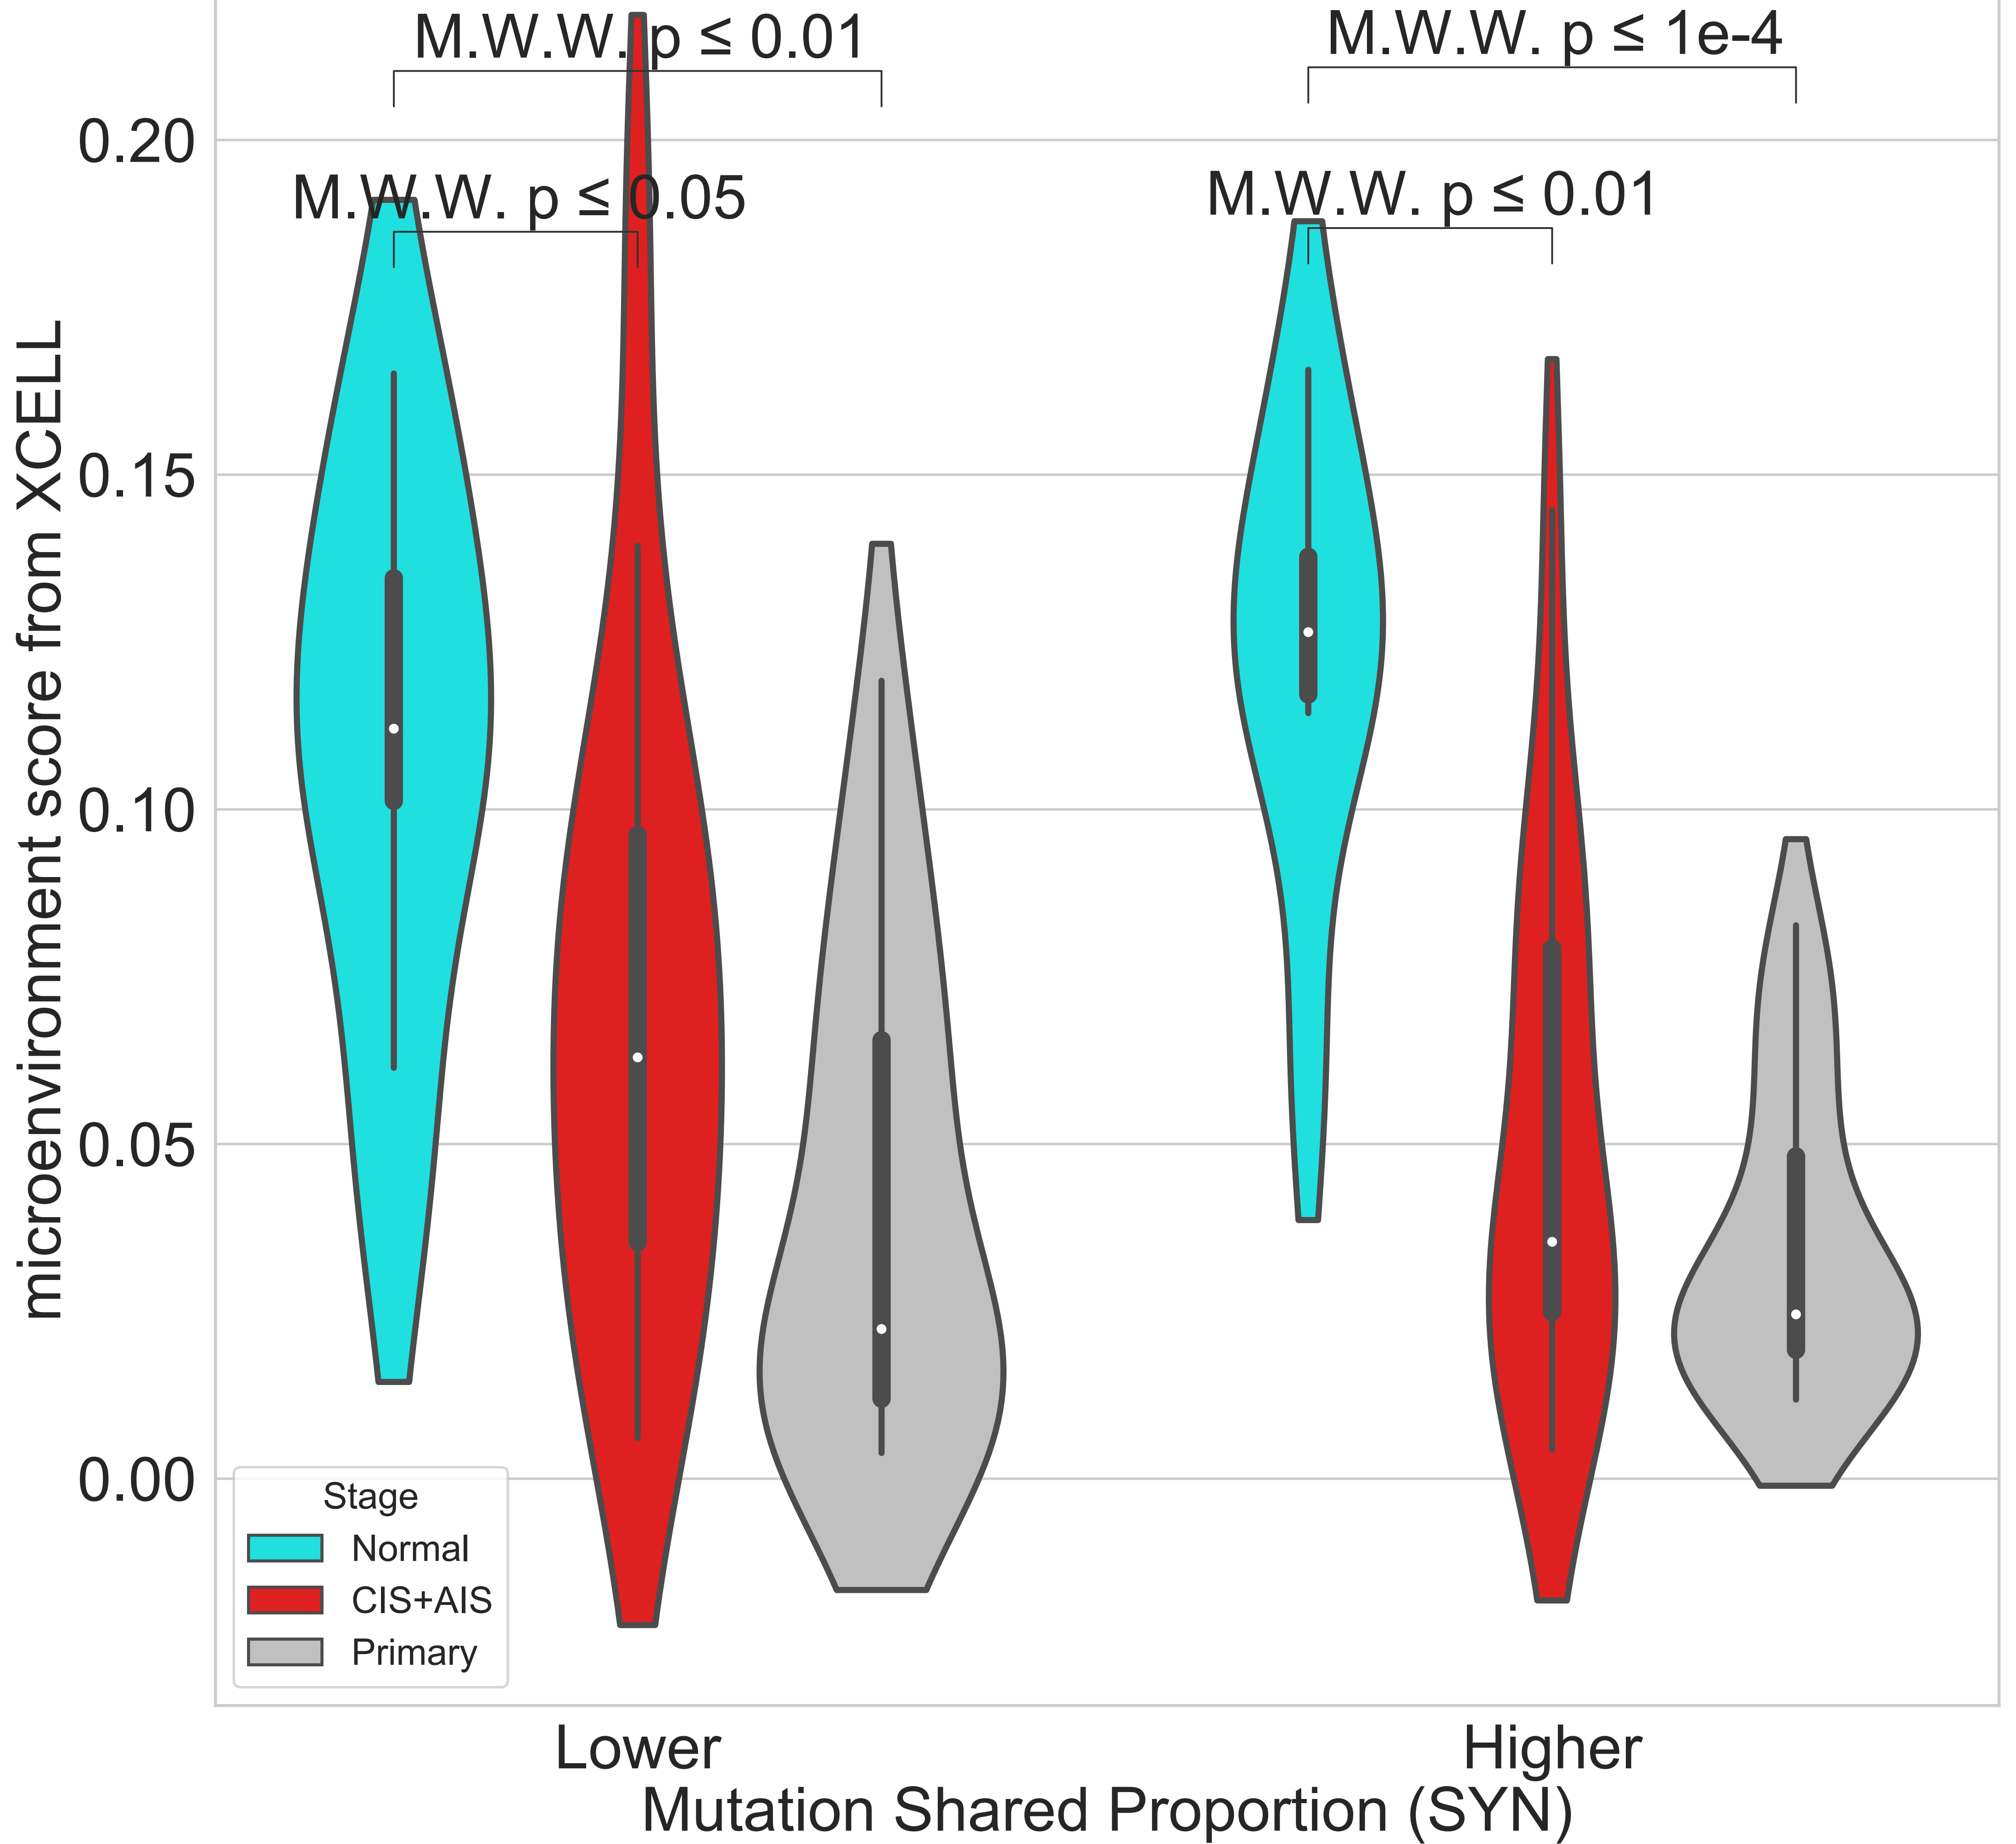 M.W.W. p ≤ 0.01
M.W.W. p ≤ 1e-4
M.W.W. p ≤ 0.05
M.W.W. p ≤ 0.01
microenvironment score from XCELL
0.20
0.15
0.10
0.05
0.00
Stage
Normal
CIS+AIS
Primary
Lower
Higher
Mutation Shared Proportion (SYN)